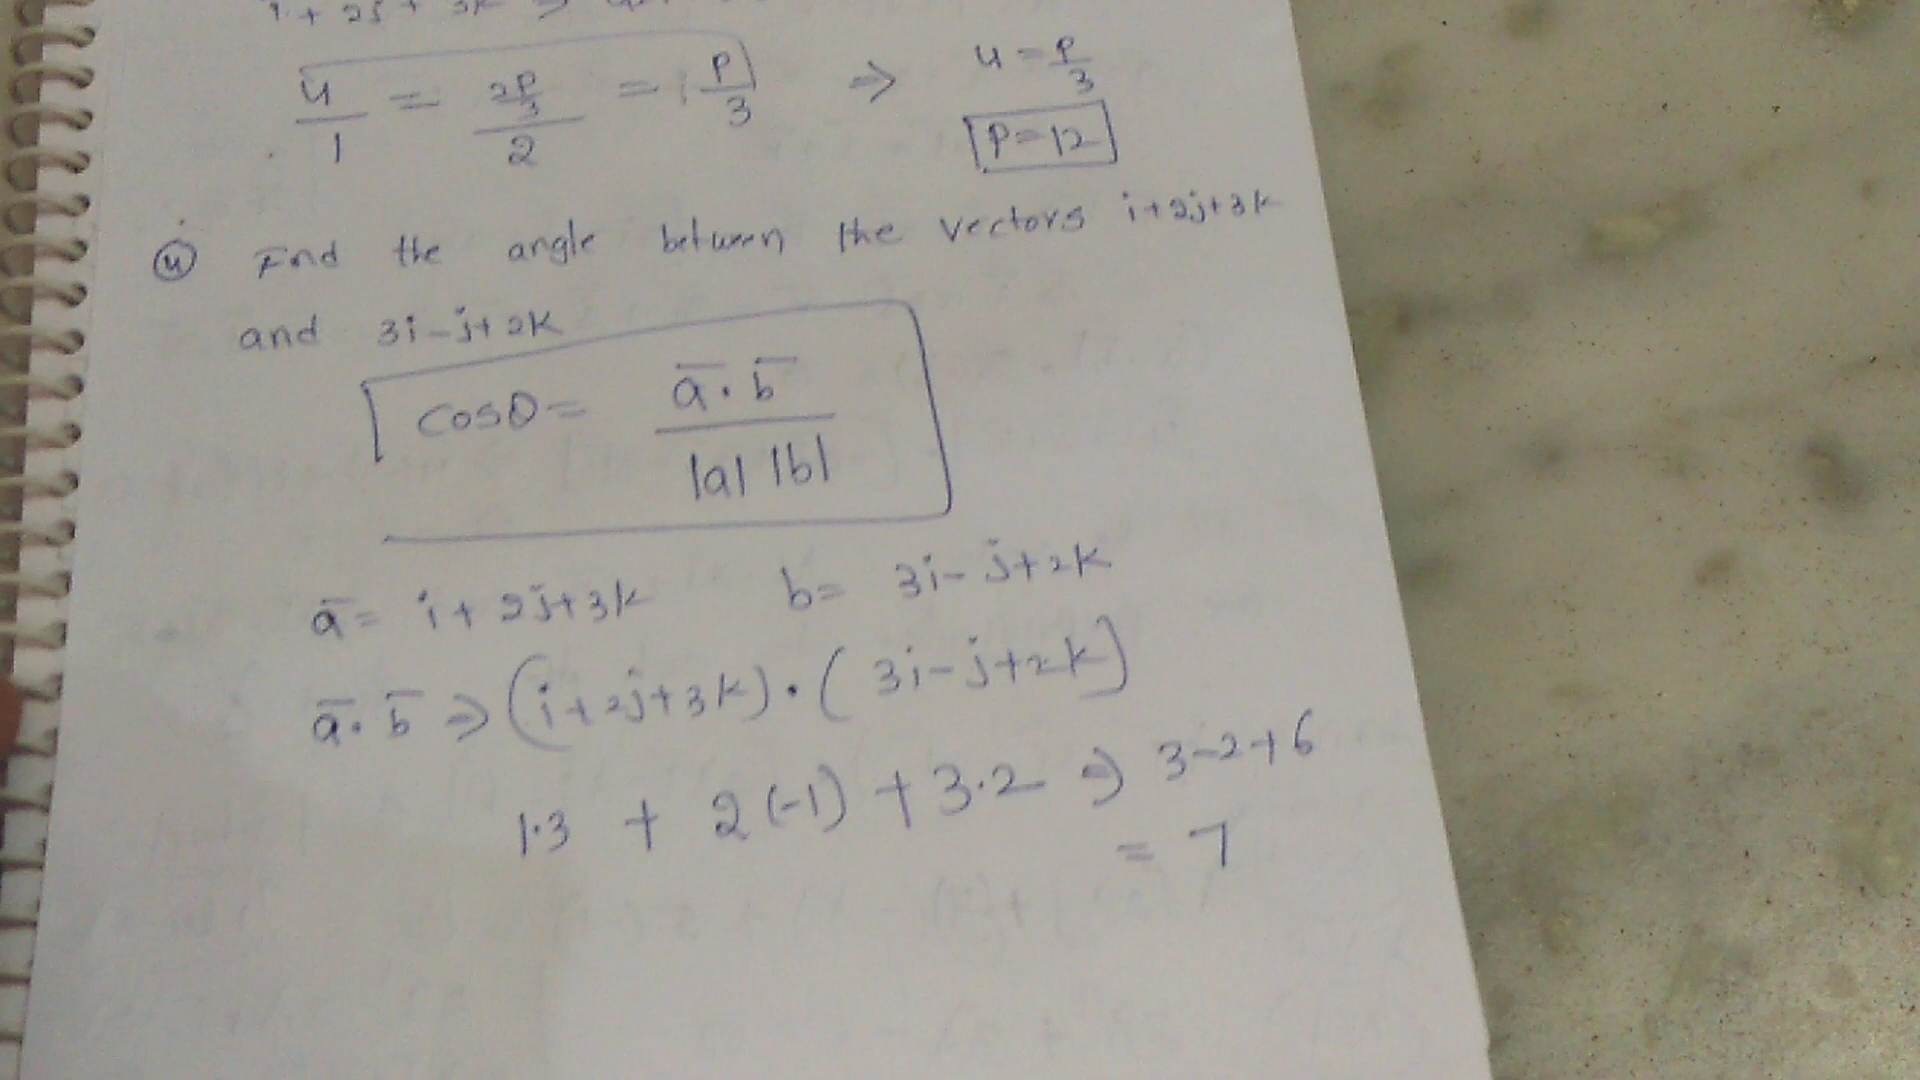 i + 2j + 3k ⇒
4/1 = (2P/3)/2 = P/3 ⇒ 4 = P/3
P = 12
(4) Find the angle between the vectors i+2j+3k
and 3i-j+2k
cosθ = a̅ . b̅ / |a| |b|
a̅ = i + 2j+3k b = 3i-j+2k
a̅ . b̅ ⇒ (i+2j+3k) . (3i-j+2k)
1.3 + 2(-1) + 3.2 ⇒ 3-2+6
= 7